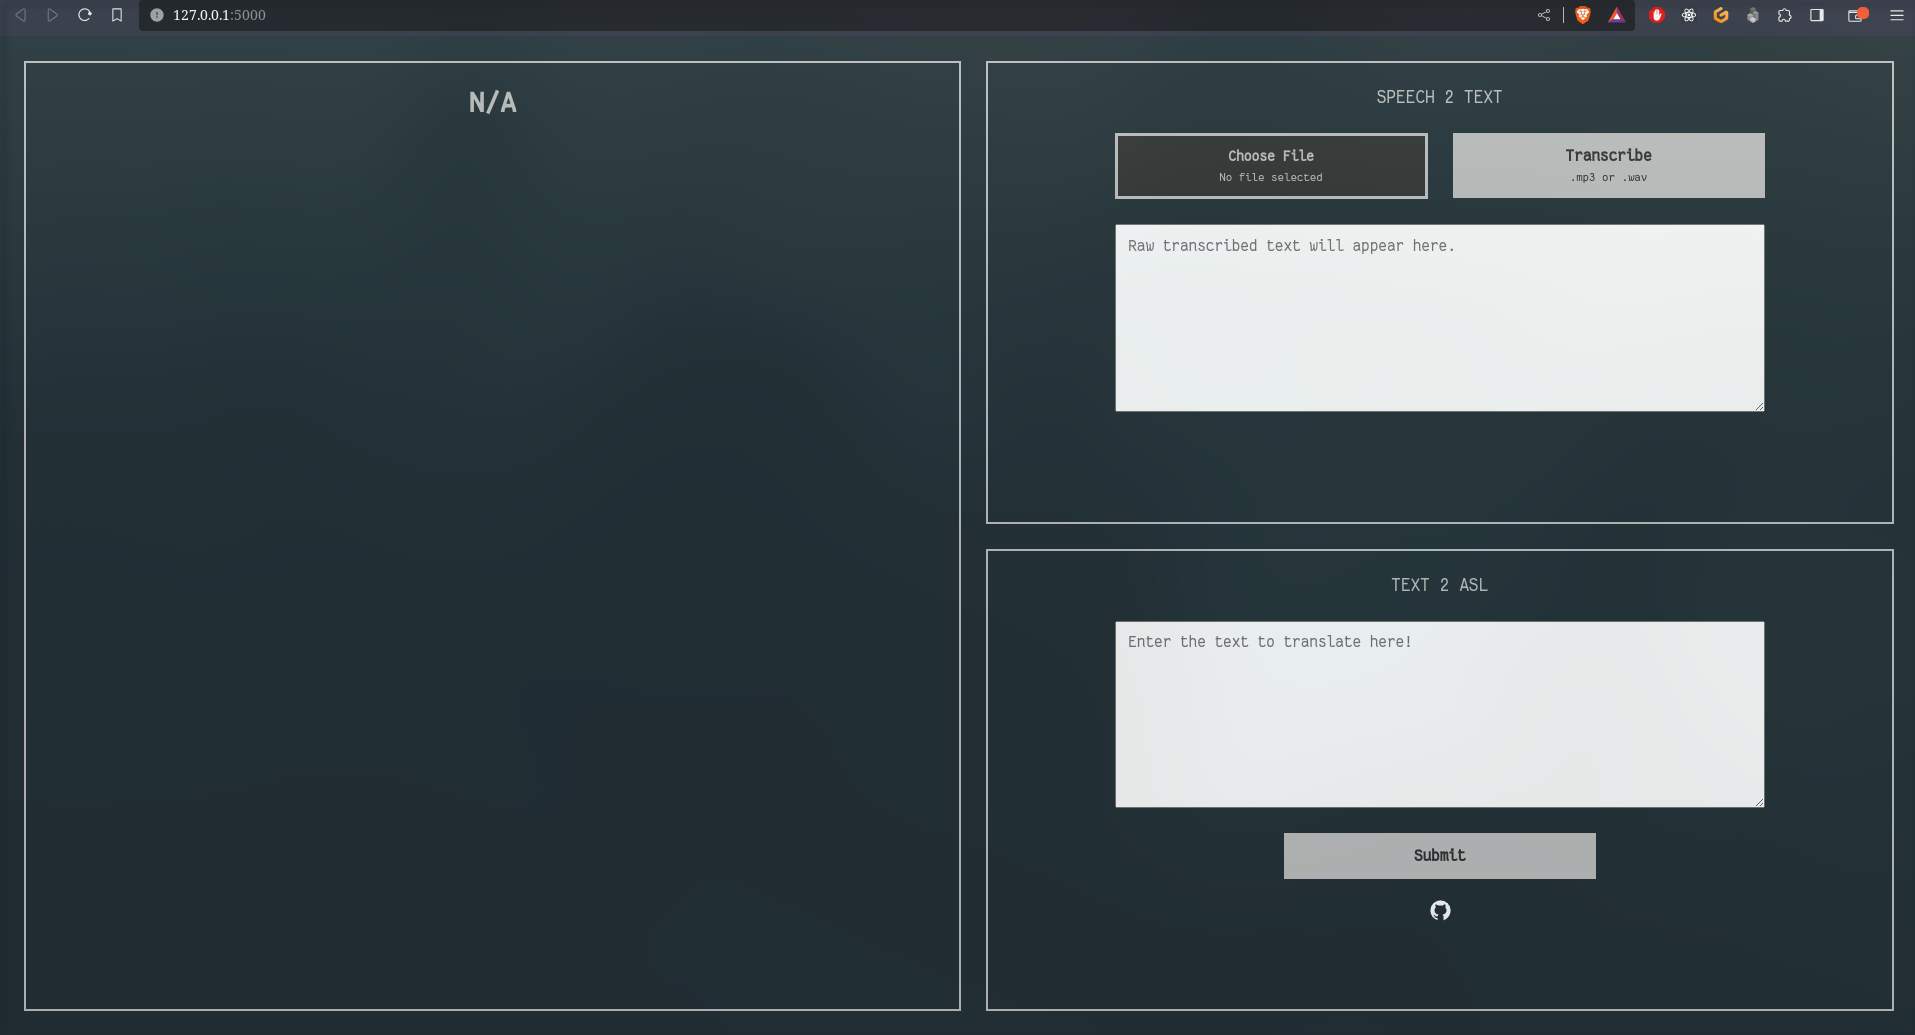 127.0.0.1:5000
N/A
SPEECH 2 TEXT
Choose File
No file selected
Transcribe
.mp3 or .wav
Raw transcribed text will appear here.
TEXT 2 ASL
Enter the text to translate here!
Submit